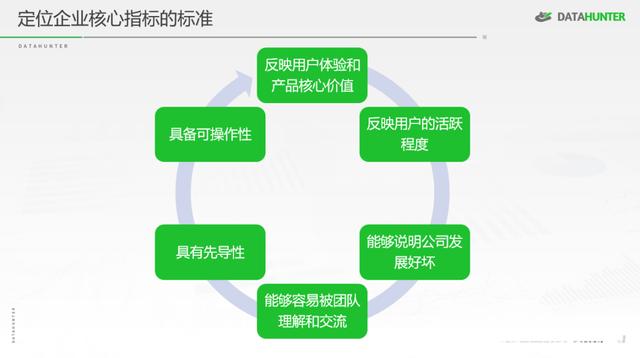 定位企业核心指标的标准
DATAHUNTER
DATAHUNTER
反映用户体验和
产品核心价值
反映用户的活跃
程度
能够说明公司发
展好坏
能够容易被团队
理解和交流
具有先导性
具备可操作性
DATAHUNTER